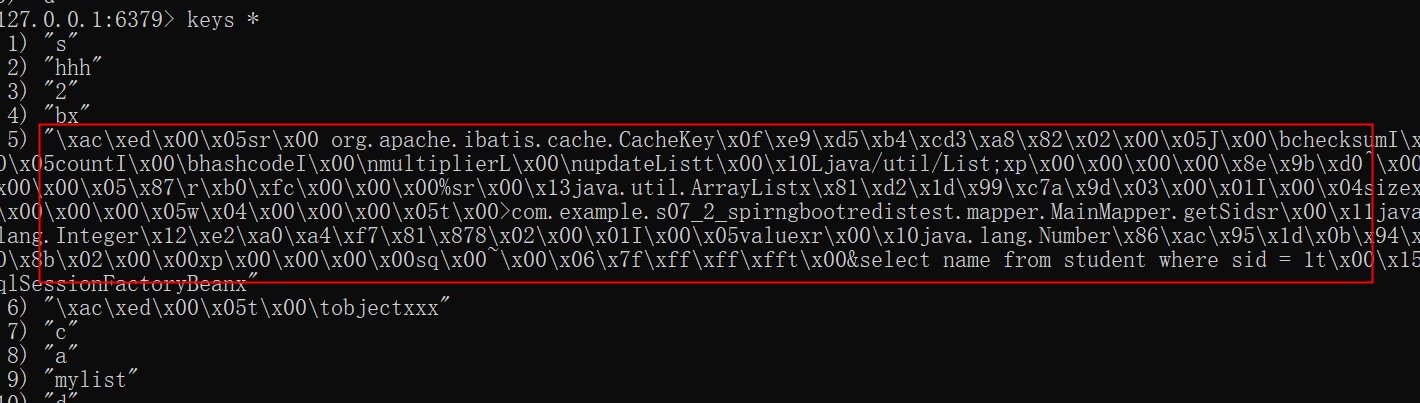 127.0.0.1:6379> keys *
1) "s"
2) "hhh"
3) "2"
4) "bx"
5) "\xac\xed\x00\x05sr\x00 org.apache.ibatis.cache.CacheKey\x0f\xe9\xd5\xb4\xcd3\xa8\x82\x02\x00\x05J\x00\bchecksumI\x
0\x05countI\x00\bhashcodeI\x00\nmultiplierL\x00\nupdateListt\x00\x10Ljava/util/List;xp\x00\x00\x00\x00\x8e\x9b\xd0^\x00
x00\x00\x05\x87\r\xb0\xfc\x00\x00\x00%sr\x00\x13java.util.ArrayListx\x81\xd2\x1d\x99\xc7a\x9d\x03\x00\x01I\x00\x04sizex
\x00\x00\x00\x05w\x04\x00\x00\x00\x05t\x00>com.example.s07_2_spirngbootredistest.mapper.MainMapper.getSidsr\x00\x11java
lang.Integer\x12\xe2\xa0\xa4\xf7\x81\x878\x02\x00\x01I\x00\x05valuexr\x00\x10java.lang.Number\x86\xac\x95\x1d\x0b\x94\x
0\x8b\x02\x00\x00xp\x00\x00\x00\x00sq\x00~\x00\x06\x7f\xff\xff\xfft\x00&select name from student where sid = 1t\x00\x15
qlSessionFactoryBeanx"
6) "\xac\xed\x00\x05t\x00\tobjectxxx"
7) "c"
8) "a"
9) "mylist"
10) "d"